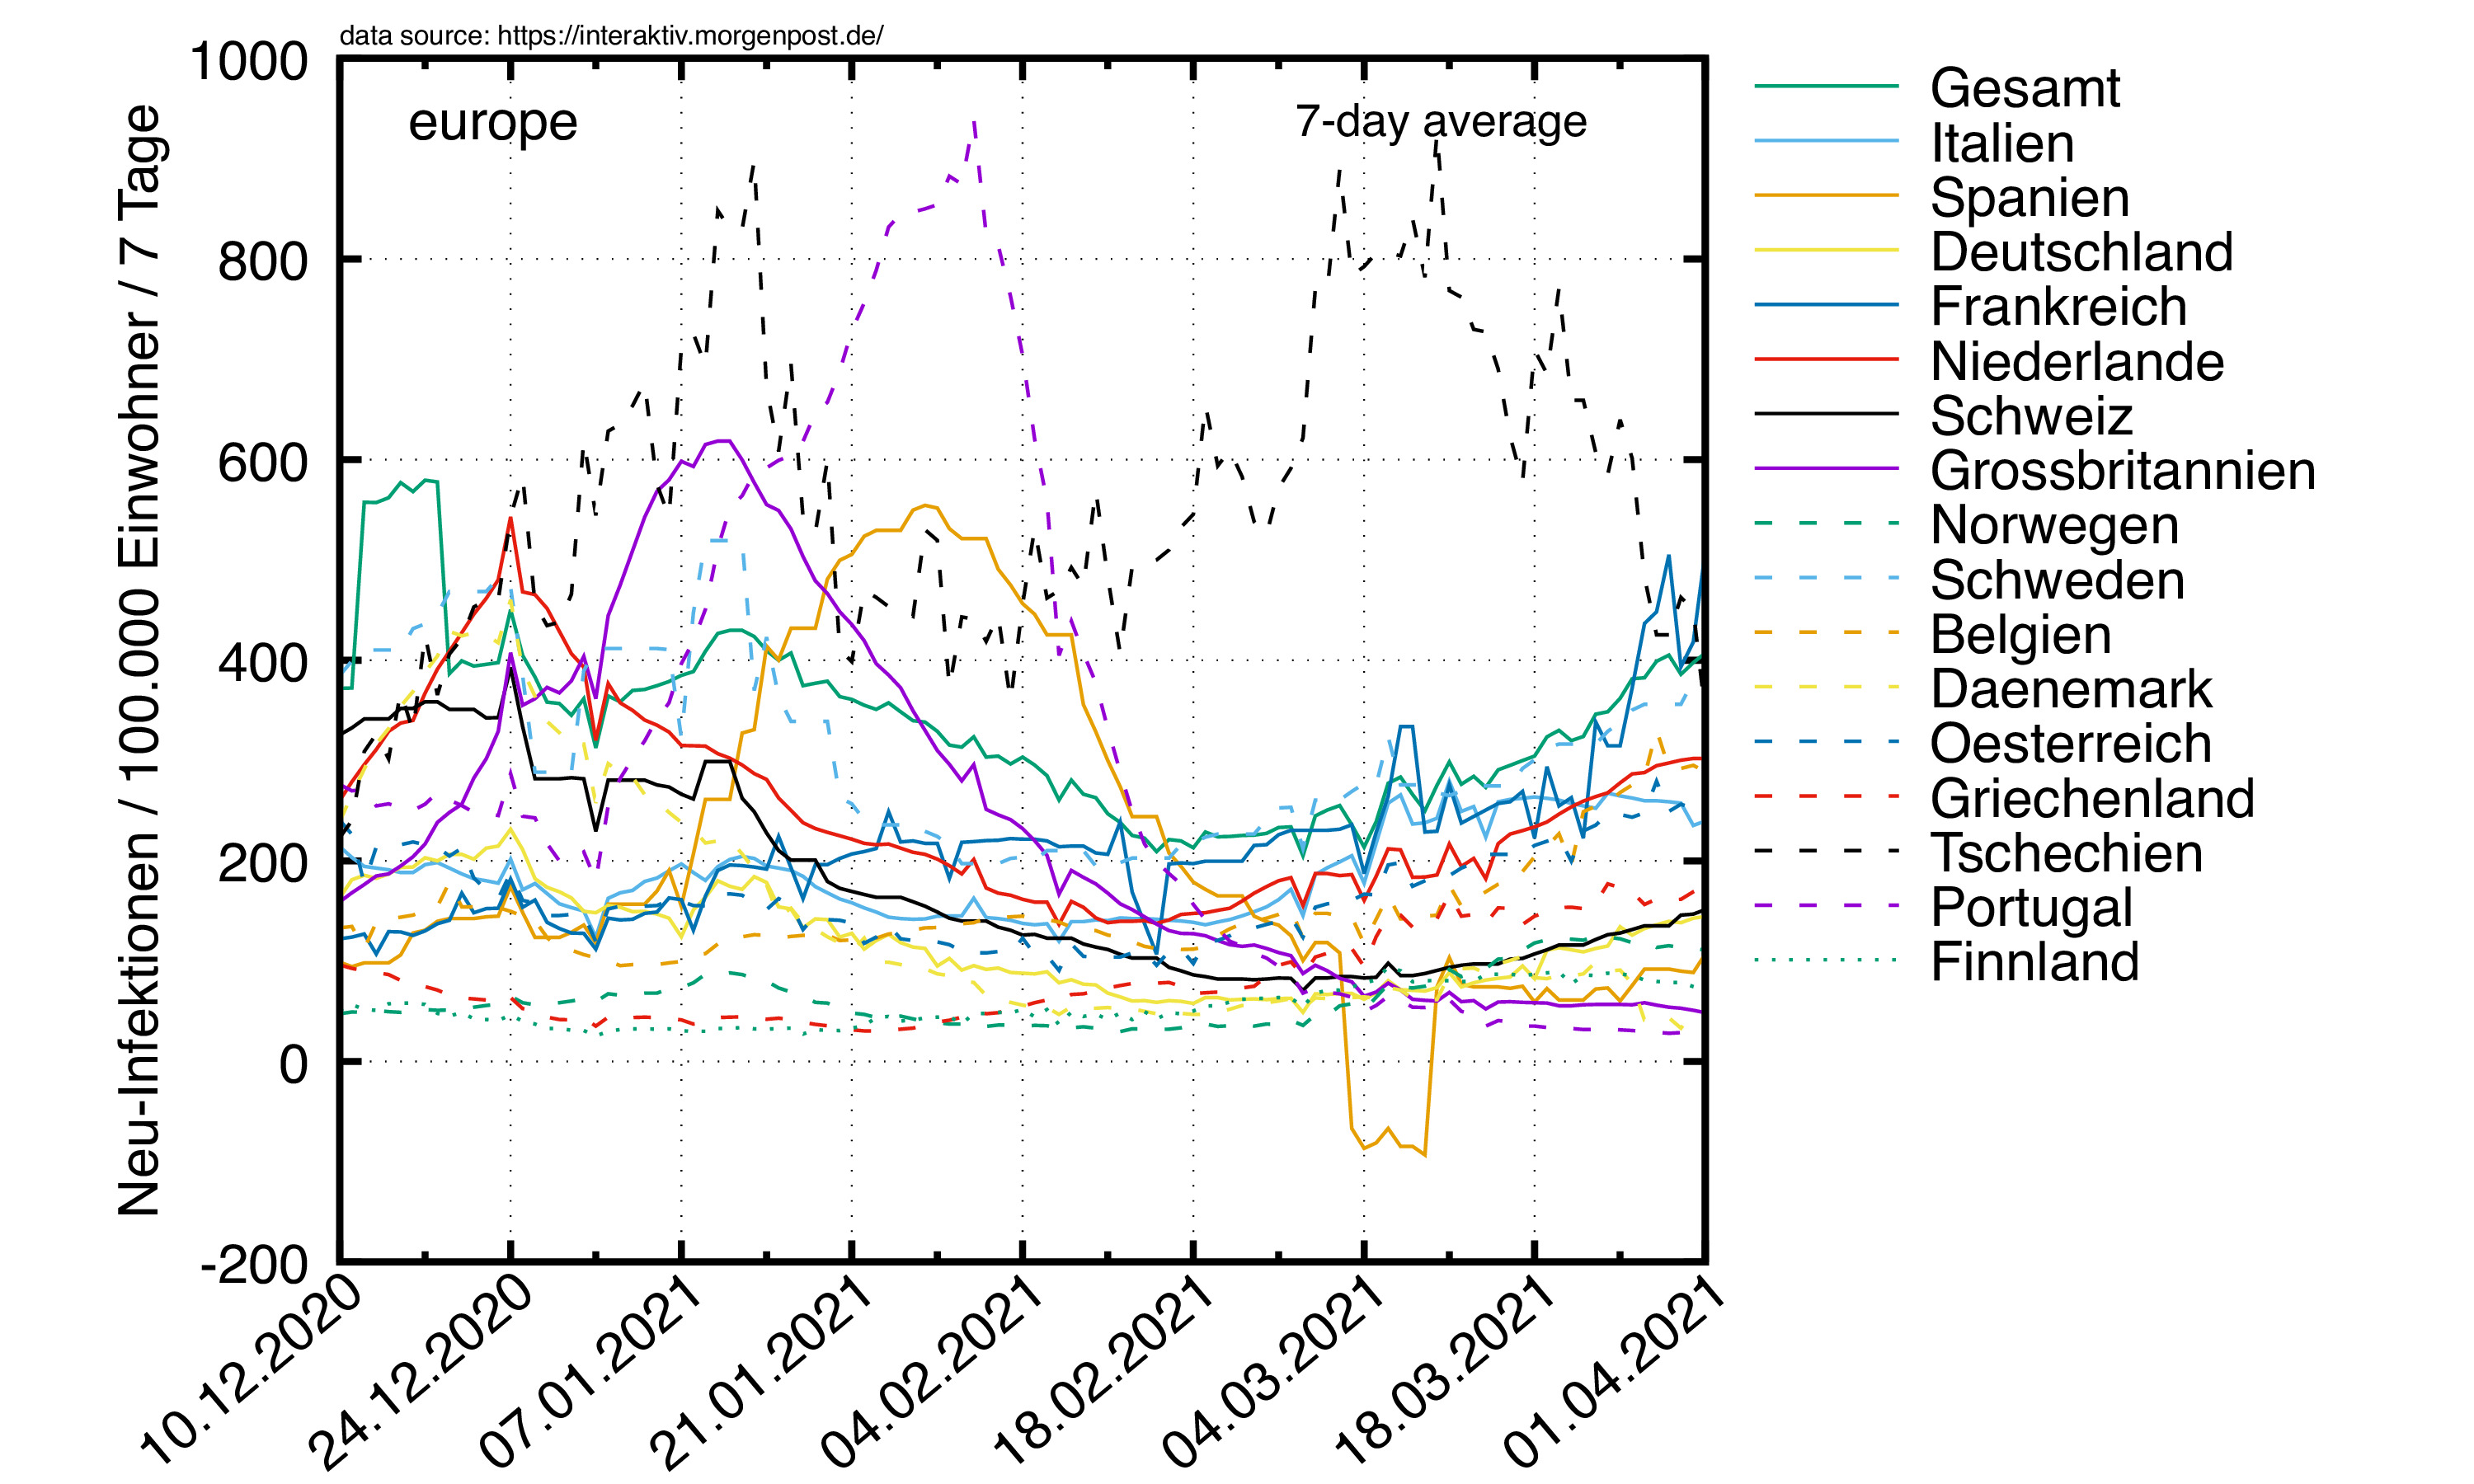 data source: https://interaktiv.morgenpost.de/
europe
7-day average
Neu-Infektionen / 100.000 Einwohner / 7 Tage
1000
800
600
400
200
0
-200
10.12.2020
24.12.2020
07.01.2021
21.01.2021
04.02.2021
18.02.2021
04.03.2021
18.03.2021
01.04.2021
Gesamt
Italien
Spanien
Deutschland
Frankreich
Niederlande
Schweiz
Grossbritannien
Norwegen
Schweden
Belgien
Daenemark
Oesterreich
Griechenland
Tschechien
Portugal
Finnland